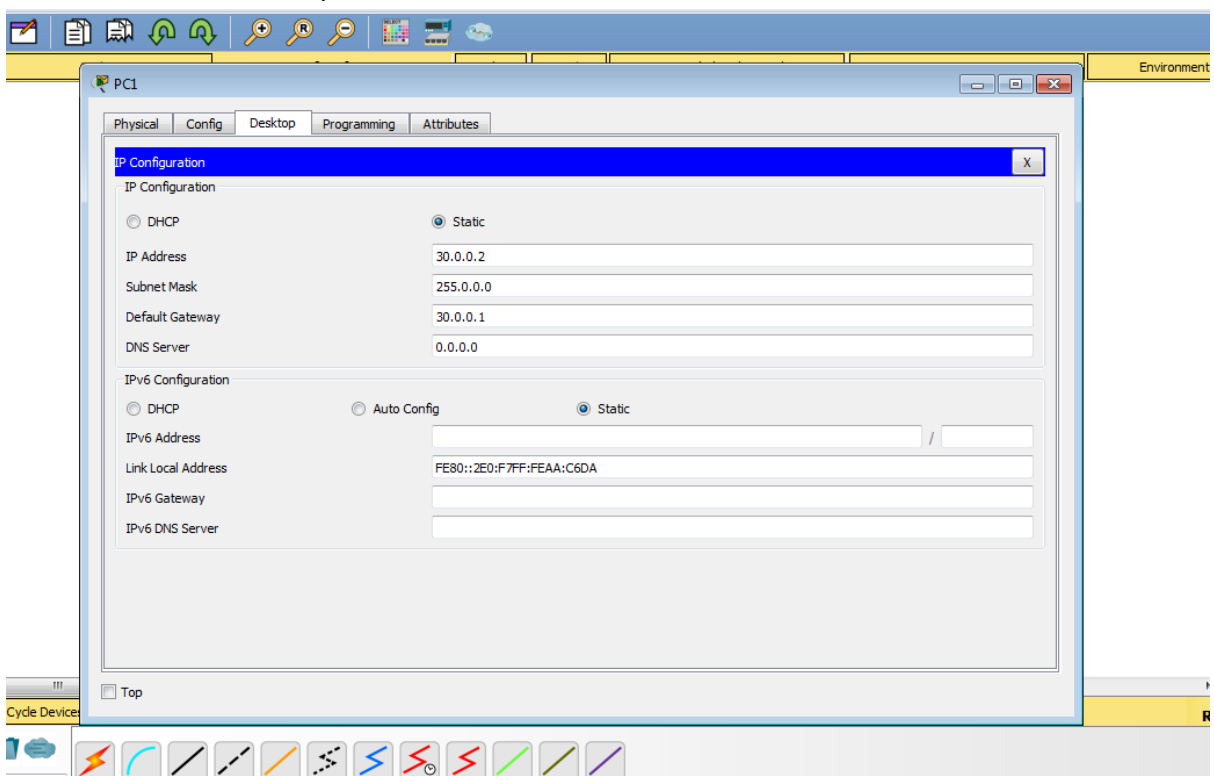 Environment
PC1
Physical Config Desktop Programming Attributes
IP Configuration X
IP Configuration
DHCP Static
IP Address 30.0.0.2
Subnet Mask 255.0.0.0
Default Gateway 30.0.0.1
DNS Server 0.0.0.0
IPv6 Configuration
DHCP Auto Config Static
IPv6 Address /
Link Local Address FE80::2E0:F7FF:FEAA:C6DA
IPv6 Gateway
IPv6 DNS Server
Top
Cycle Devices